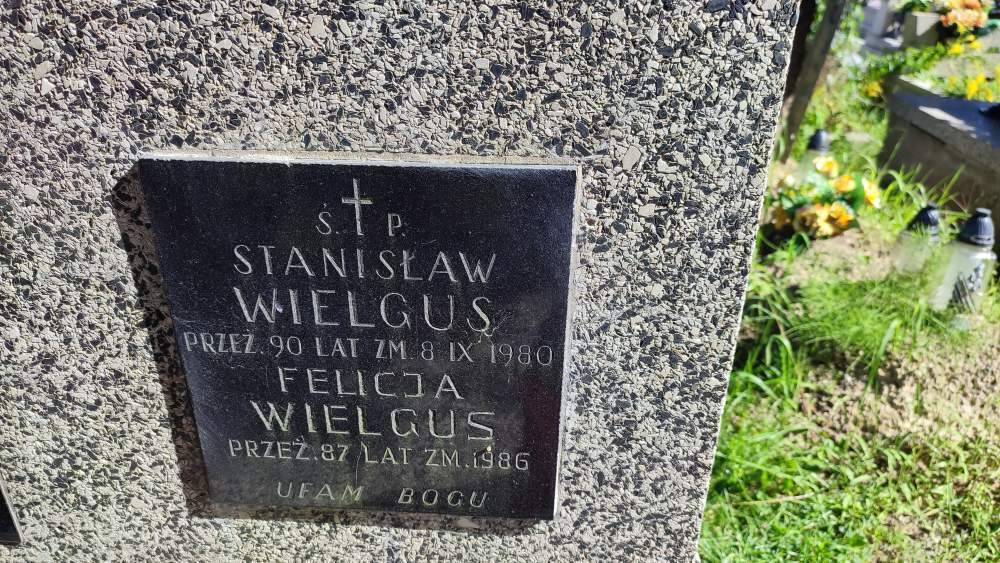 Ś. P.
STANISŁAW
WIELGUS
PRZEŻ. 90 LAT ZM. 8 IX 1980
FELICJA
WIELGUS
PRZEŻ. 87 LAT ZM. 1986
UFAM BOGU